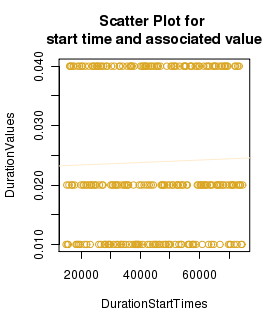 Scatter Plot for
start time and associated value
0.040
0.030
0.020
0.010
DurationValues
20000 40000 60000
DurationStartTimes